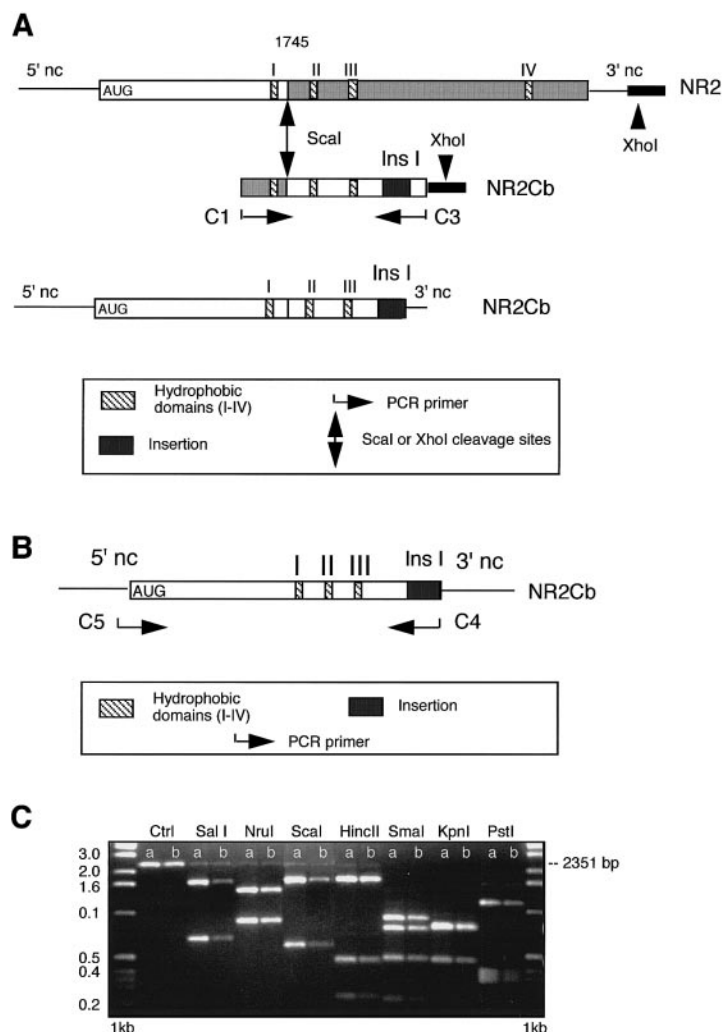 A
1745
5' nc I II III IV 3' nc
AUG NR2
ScaI XhoI XhoI
Ins I
NR2Cb
C1 C3
Ins I
5' nc I II III 3' nc
AUG NR2Cb
Hydrophobic domains (I-IV) PCR primer
Insertion ScaI or XhoI cleavage sites
B
5' nc I II III Ins I 3' nc
AUG NR2Cb
C5 C4
Hydrophobic domains (I-IV) Insertion
PCR primer
C
Ctrl Sal I NruI ScaI HincII SmaI KpnI PstI
a b a b a b a b a b a b a b a b
3.0
2.0 -- 2351 bp
1.6
0.1
0.5
0.4
0.2
1kb 1kb